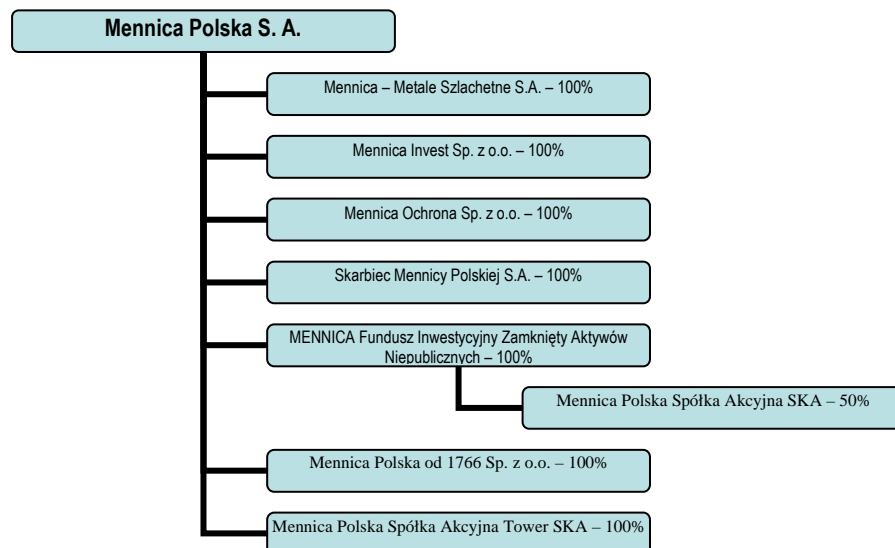 Mennica Polska S. A.
Mennica – Metale Szlachetne S.A. – 100%
Mennica Invest Sp. z o.o. – 100%
Mennica Ochrona Sp. z o.o. – 100%
Skarbiec Mennicy Polskiej S.A. – 100%
MENNICA Fundusz Inwestycyjny Zamknięty Aktywów
Niepublicznych – 100%
Mennica Polska Spółka Akcyjna SKA – 50%
Mennica Polska od 1766 Sp. z o.o. – 100%
Mennica Polska Spółka Akcyjna Tower SKA – 100%